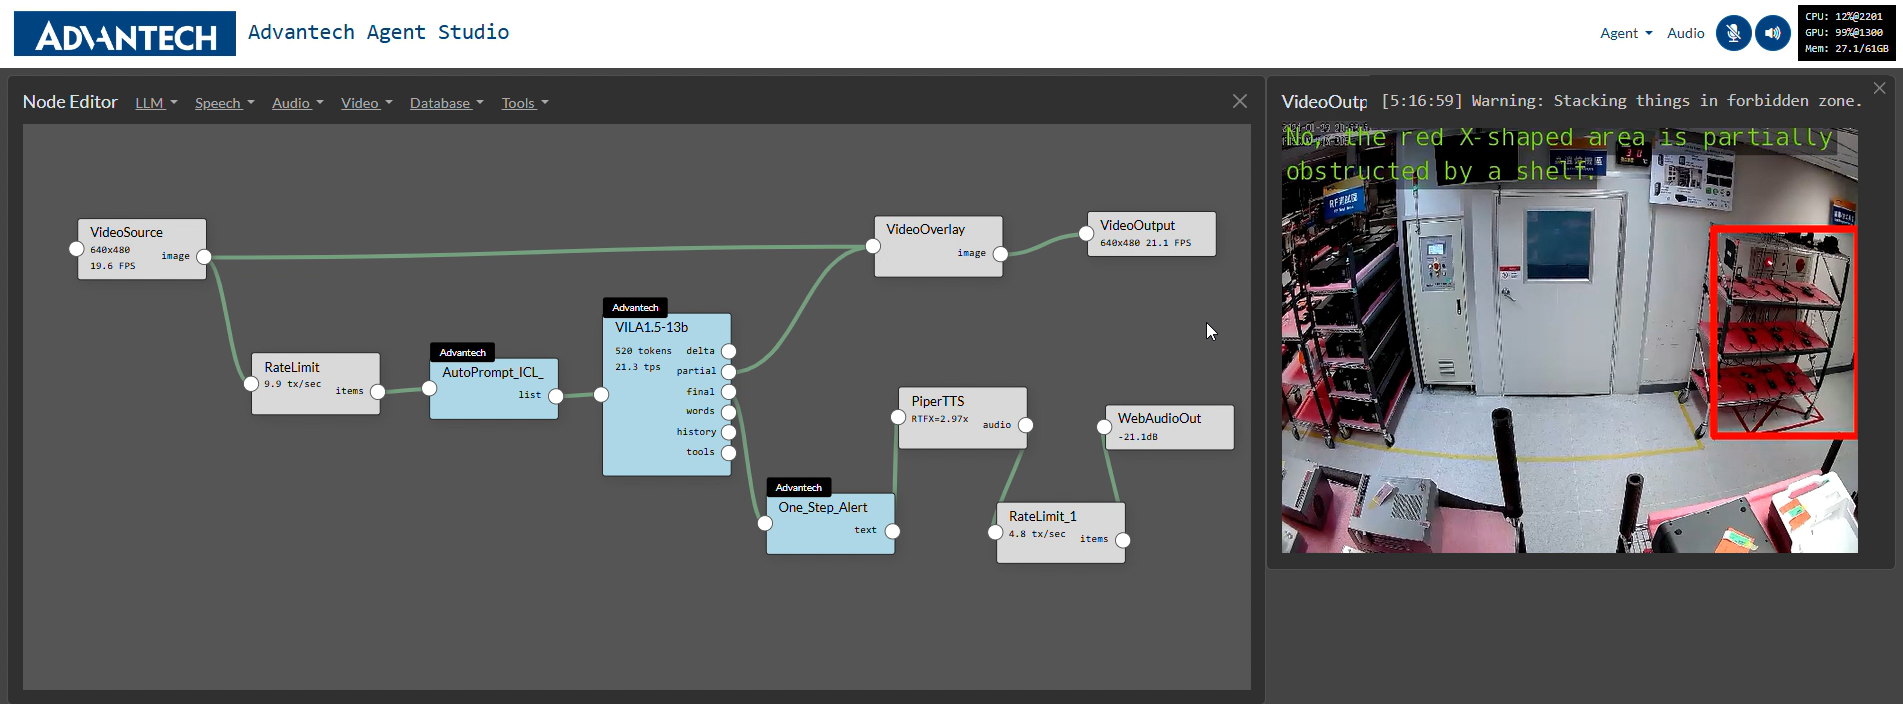 ADVANTECH
Advantech Agent Studio
Agent
Audio
CPU: 12%@2201
GPU: 99%@1300
Mem: 27.1/61GB
Node Editor
LLM
Speech
Audio
Video
Database
Tools
VideoSource
640x480
19.6 FPS
image
RateLimit
9.9 tx/sec
items
Advantech
AutoPrompt_ICL_
list
Advantech
VILA1.5-13b
520 tokens
21.3 tps
delta
partial
final
words
history
tools
VideoOverlay
image
VideoOutput
640x480 21.1 FPS
Advantech
One_Step_Alert
text
PiperTTS
RTFX=2.97x
audio
RateLimit_1
4.8 tx/sec
items
WebAudioOut
-21.1dB
VideoOutp
[5:16:59] Warning: Stacking things in forbidden zone.
No, the red X-shaped area is partially
obstructed by a shelf.